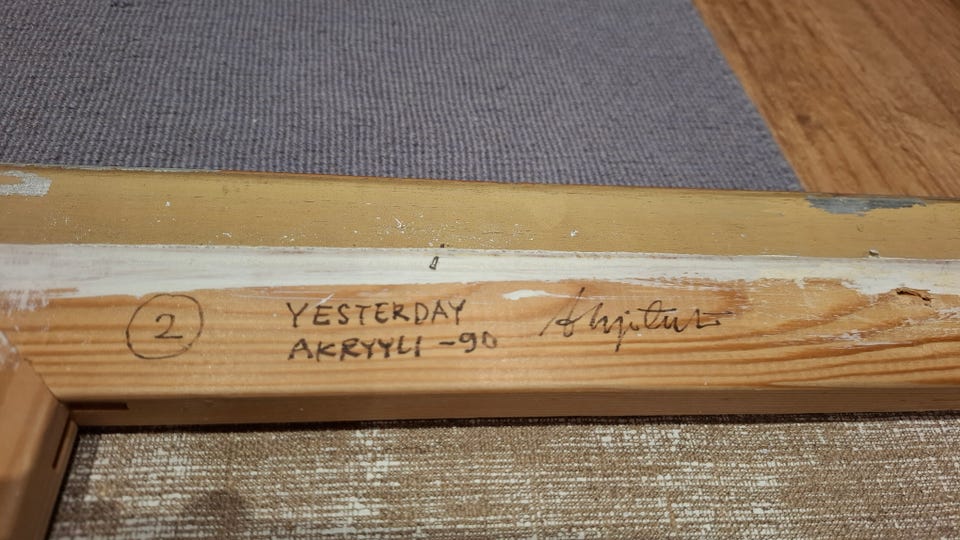 2
YESTERDAY
AKRYYLI -90